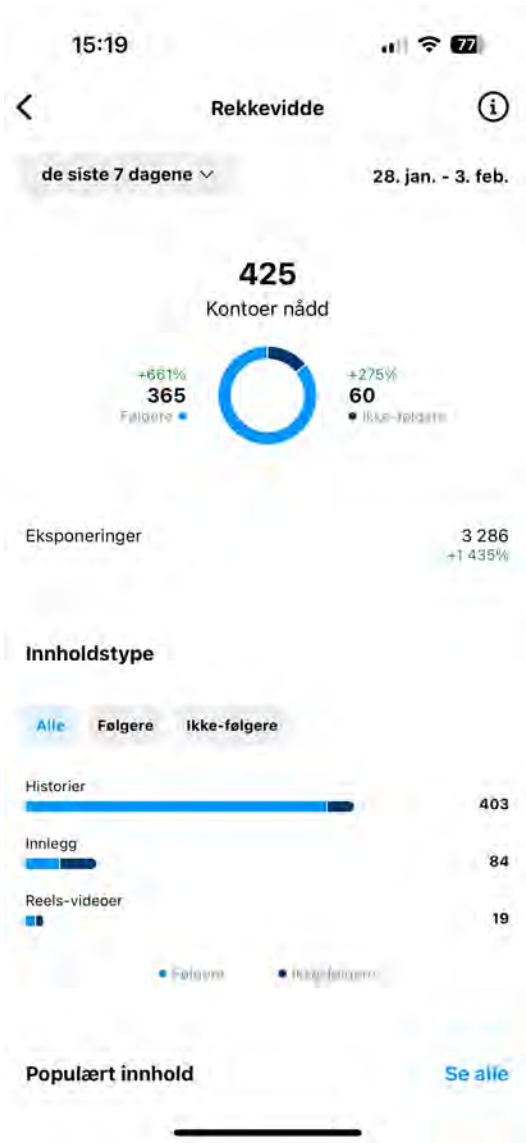 15:19
77
Rekkevidde
de siste 7 dagene
28. jan. - 3. feb.
425
Kontoer nådd
+661%
365
Følgere
+275%
60
Ikke-følgere
Eksponeringer
3 286
+1 435%
Innholdstype
Alle Følgere Ikke-følgere
Historier
403
Innlegg
84
Reels-videoer
19
Følgere Ikke-følgere
Populært innhold Se alle